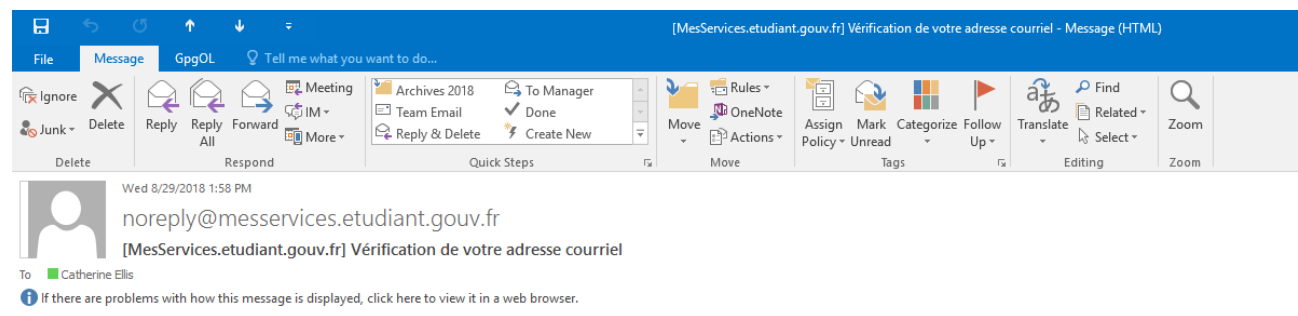 [MesServices.etudiant.gouv.fr] Vérification de votre adresse courriel - Message (HTML)
File Message GpgOL Tell me what you want to do...
Ignore
Junk
Delete
Reply
Reply All
Forward
Meeting
IM
More
Archives 2018
Team Email
Reply & Delete
To Manager
Done
Create New
Move
Rules
OneNote
Actions
Assign Policy
Mark Unread
Categorize
Follow Up
Translate
Find
Related
Select
Zoom
Delete Respond Quick Steps Move Tags Editing Zoom
Wed 8/29/2018 1:58 PM
noreply@messervices.etudiant.gouv.fr
[MesServices.etudiant.gouv.fr] Vérification de votre adresse courriel
To Catherine Ellis
If there are problems with how this message is displayed, click here to view it in a web browser.